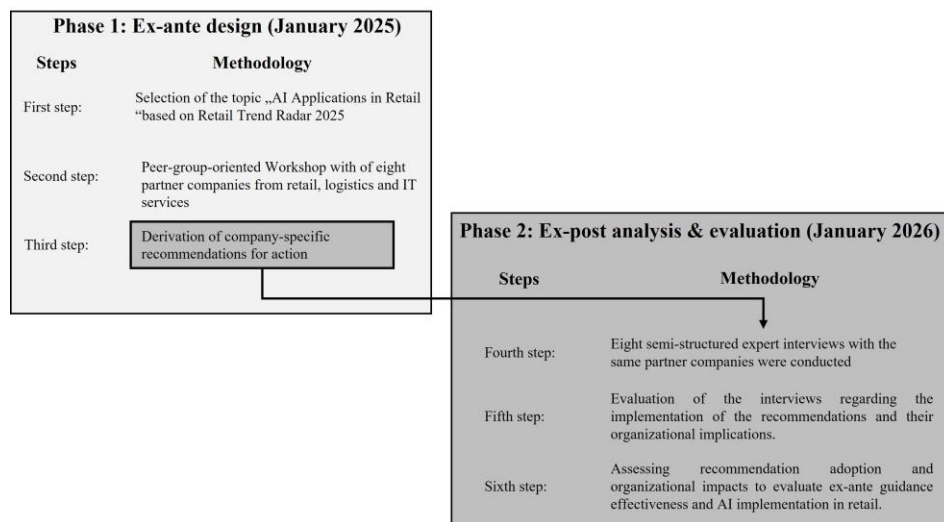 Phase 1: Ex-ante design (January 2025)
Steps Methodology
First step: Selection of the topic „AI Applications in Retail
“based on Retail Trend Radar 2025
Second step: Peer-group-oriented Workshop with of eight
partner companies from retail, logistics and IT
services
Third step: Derivation of company-specific
recommendations for action
Phase 2: Ex-post analysis & evaluation (January 2026)
Steps Methodology
Fourth step: Eight semi-structured expert interviews with the
same partner companies were conducted
Fifth step: Evaluation of the interviews regarding the
implementation of the recommendations and their
organizational implications.
Sixth step: Assessing recommendation adoption and
organizational impacts to evaluate ex-ante guidance
effectiveness and AI implementation in retail.